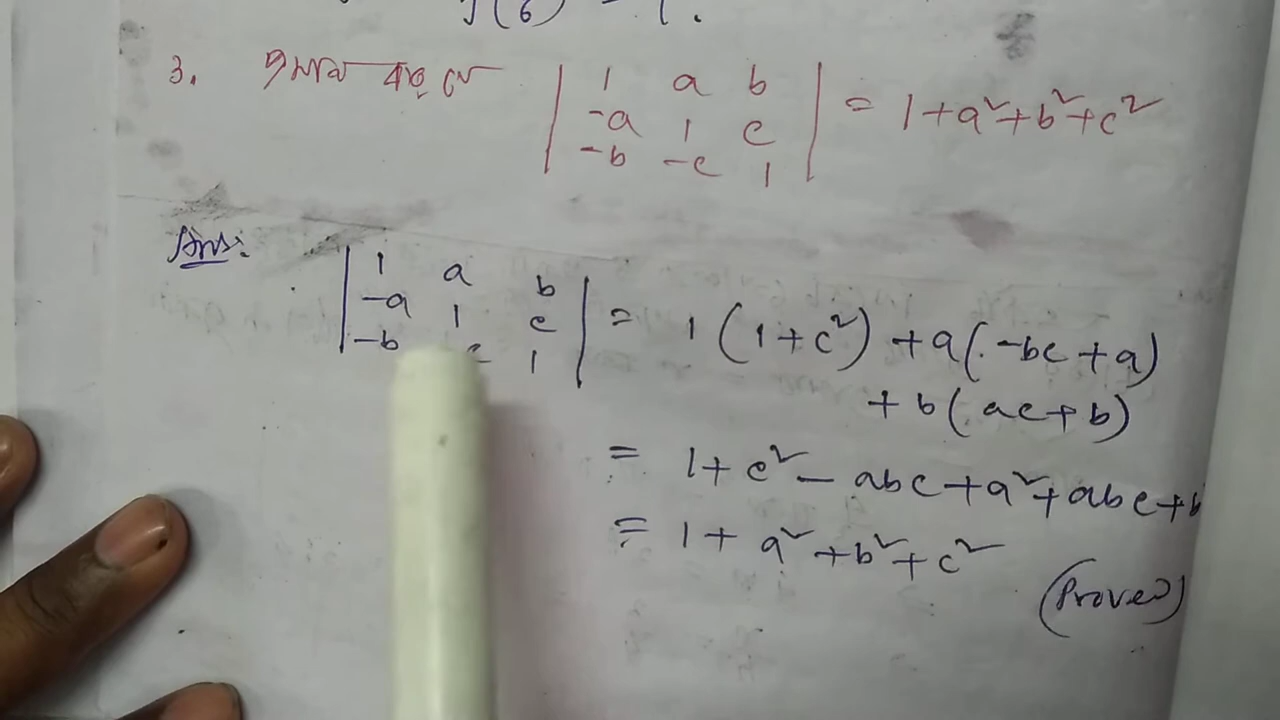 3. প্রমাণ কর যে | 1 a b | = 1+a²+b²+c²
| -a 1 c |
| -b -c 1 |
Ans: | 1 a b | = 1(1+c²)+a(-bc+a)
| -a 1 c |
| -b c 1 |
+ b(ac+b)
= 1+c²-abc+a²+abc+b
= 1+a²+b²+c²
(Proved)